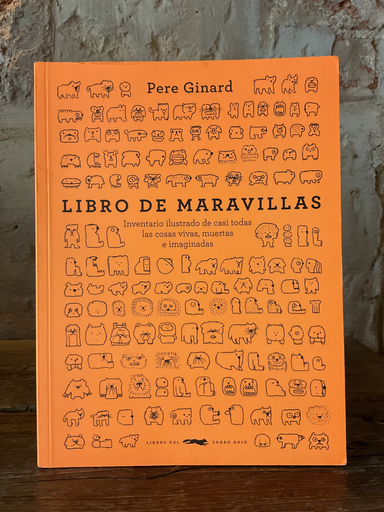 Pere Ginard
LIBRO DE MARAVILLAS
Inventario ilustrado de casi todas
las cosas vivas, muertas
e imaginadas
LIBROS DEL ZORRO ROJO